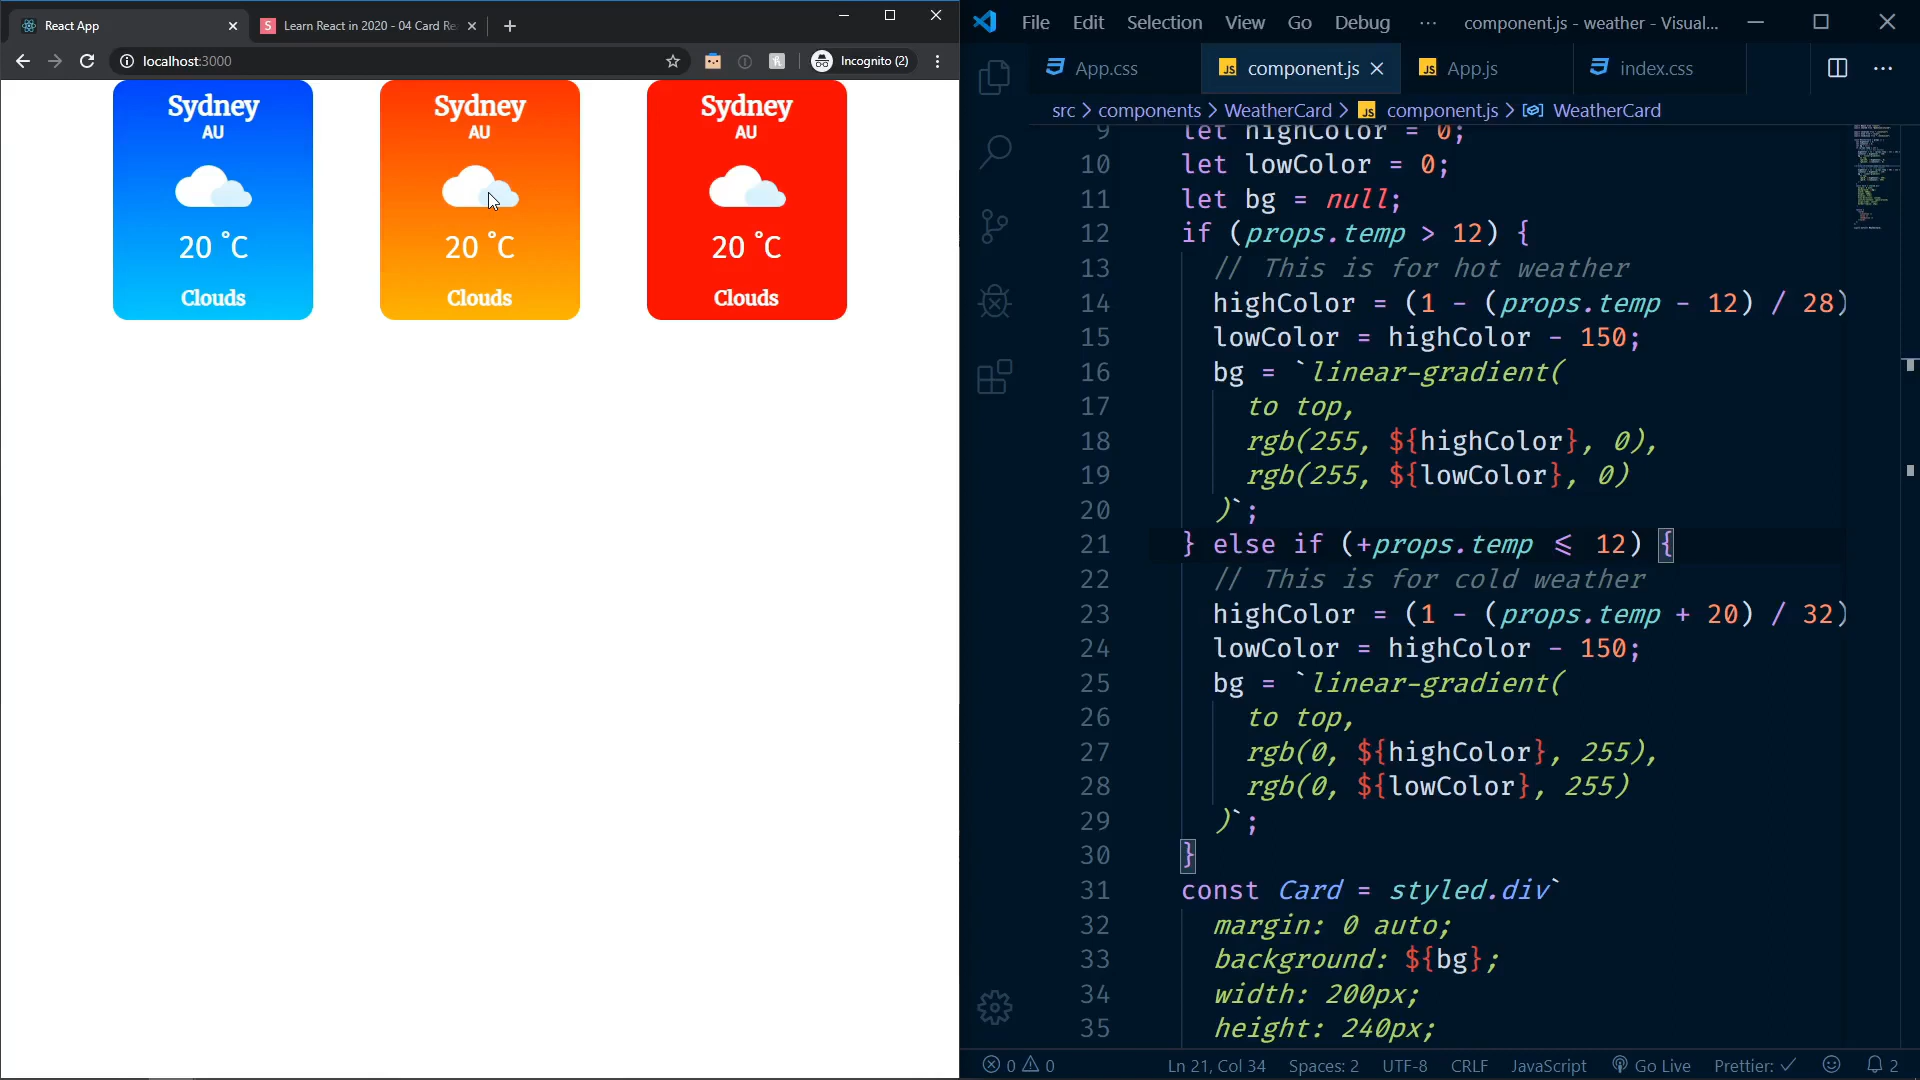 React App
Learn React in 2020 - 04 Card Re
localhost:3000
Incognito (2)
Sydney
AU
20 °C
Clouds
Sydney
AU
20 °C
Clouds
Sydney
AU
20 °C
Clouds
File Edit Selection View Go Debug ··· component.js - weather - Visual...
App.css component.js App.js index.css
src > components > WeatherCard > component.js > WeatherCard
9 let highColor = 0;
10 let lowColor = 0;
11 let bg = null;
12 if (props.temp > 12) {
13 // This is for hot weather
14 highColor = (1 - (props.temp - 12) / 28)
15 lowColor = highColor - 150;
16 bg = `linear-gradient(
17 to top,
18 rgb(255, ${highColor}, 0),
19 rgb(255, ${lowColor}, 0)
20 )`;
21 } else if (+props.temp ⩽ 12) {
22 // This is for cold weather
23 highColor = (1 - (props.temp + 20) / 32)
24 lowColor = highColor - 150;
25 bg = `linear-gradient(
26 to top,
27 rgb(0, ${highColor}, 255),
28 rgb(0, ${lowColor}, 255)
29 )`;
30 }
31 const Card = styled.div`
32 margin: 0 auto;
33 background: ${bg};
34 width: 200px;
35 height: 240px;
0 0 Ln 21, Col 34 Spaces: 2 UTF-8 CRLF JavaScript Go Live Prettier: ✓ 2